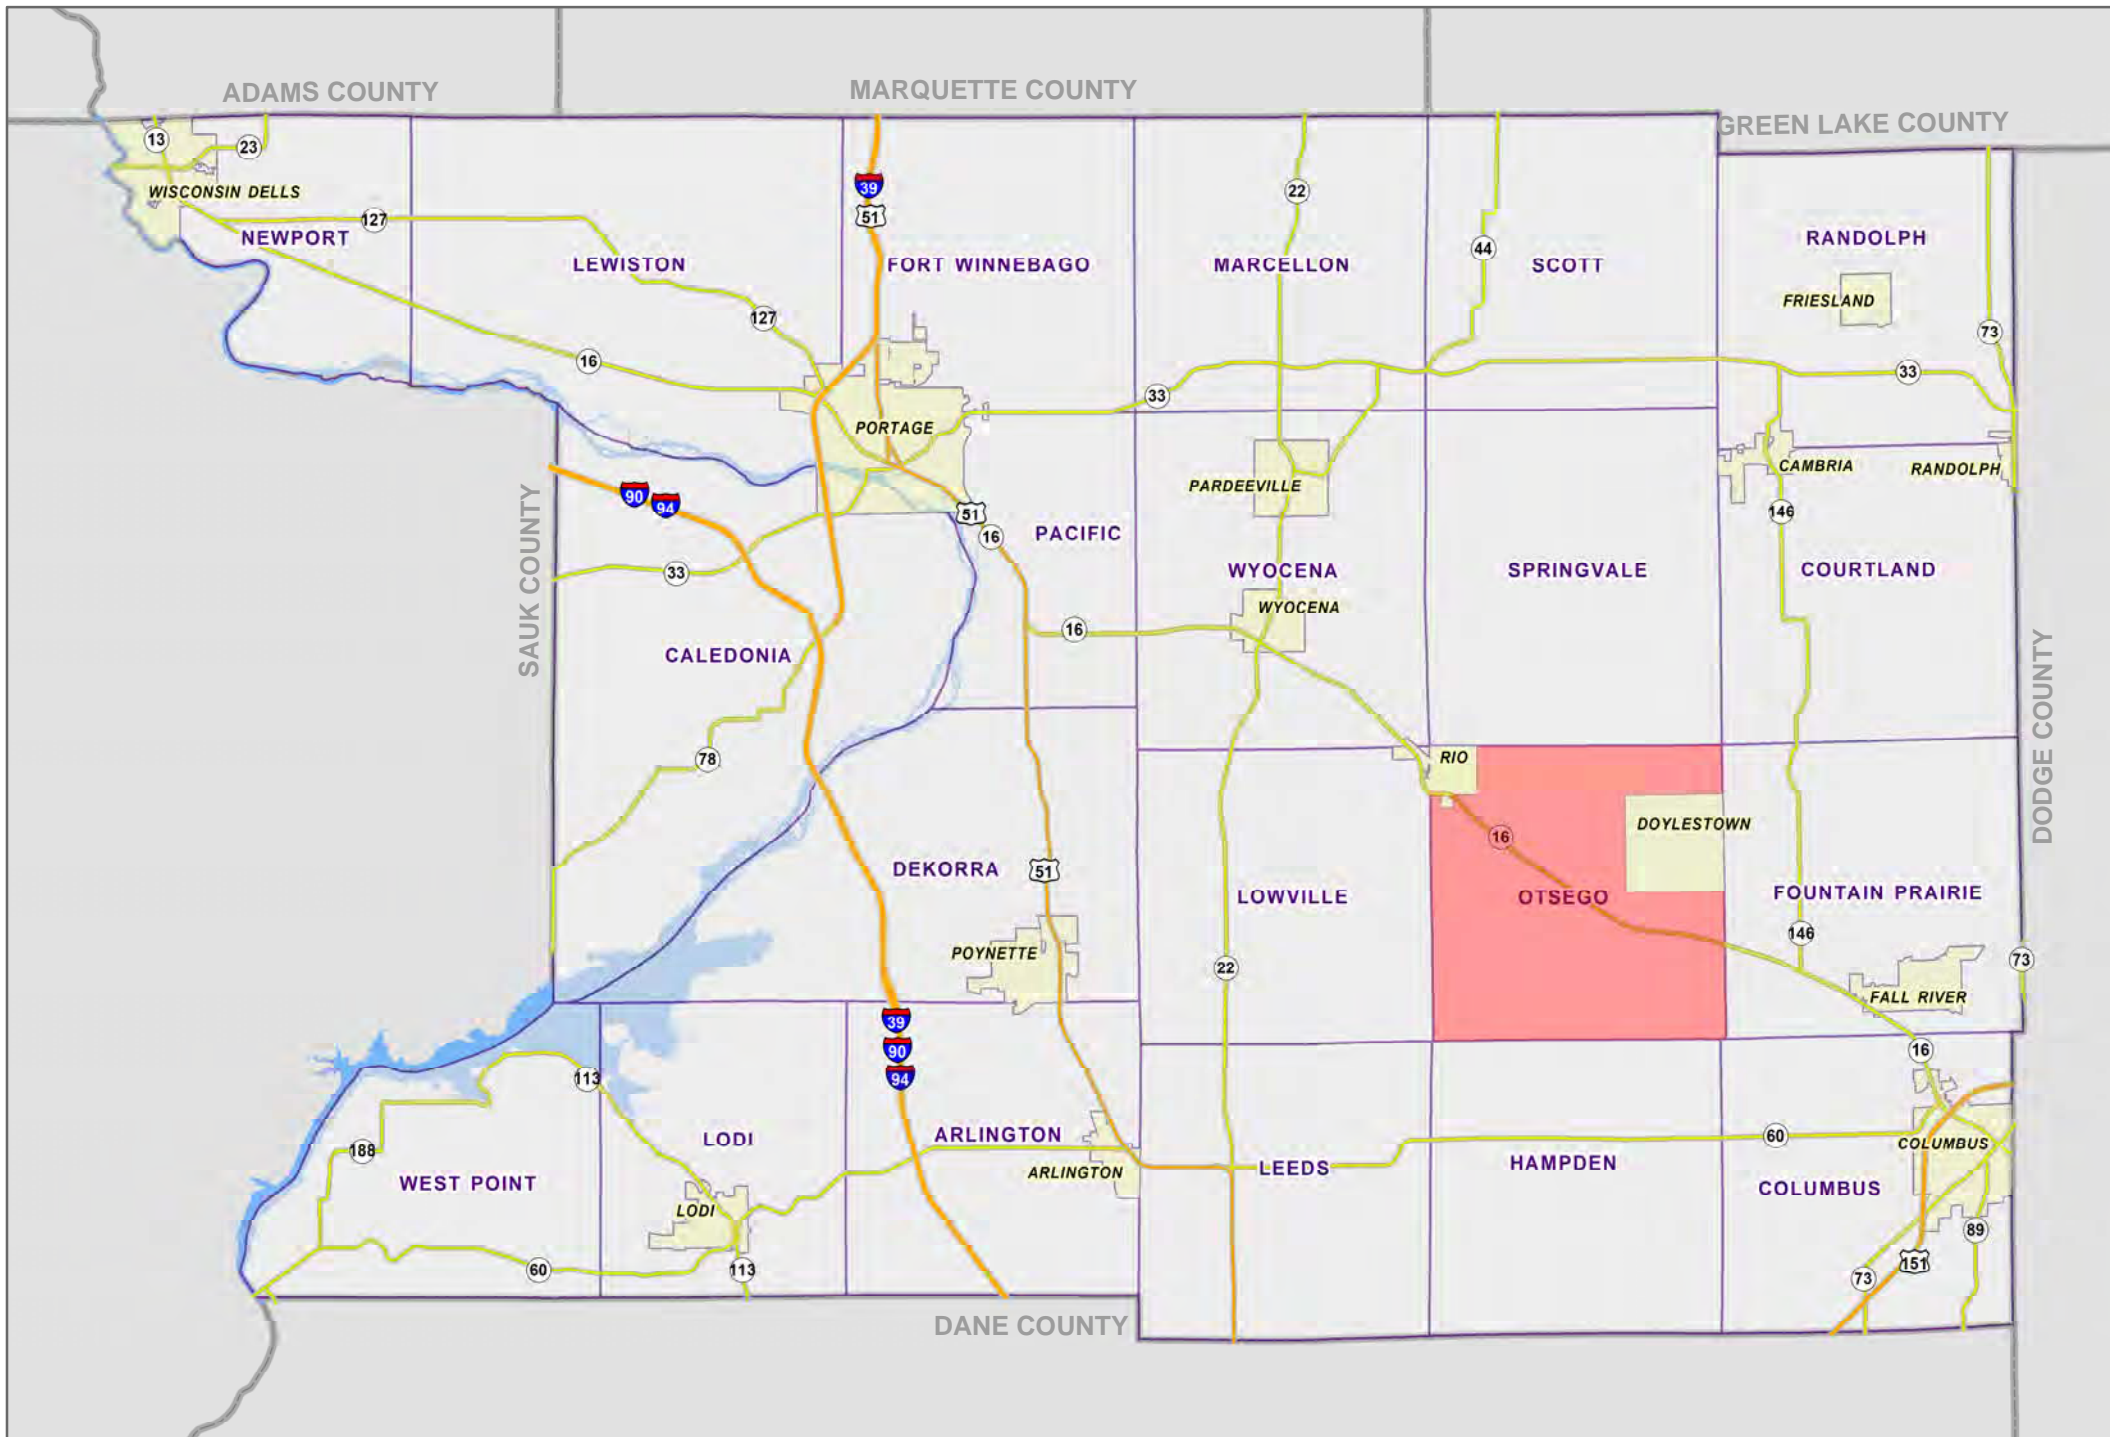 ADAMS COUNTY
MARQUETTE COUNTY
GREEN LAKE COUNTY
13
23
39
22
WISCONSIN DELLS
127
51
NEWPORT
RANDOLPH
44
LEWISTON
FORT WINNEBAGO
MARCELLON
SCOTT
FRIESLAND
127
73
16
33
33
PORTAGE
CAMBRIA
RANDOLPH
PARDEEVILLE
90
94
51
146
16
PACIFIC
SAUK COUNTY
33
WYOCENA
SPRINGVALE
COURTLAND
WYOCENA
16
CALEDONIA
DODGE COUNTY
78
RIO
DOYLESTOWN
16
DEKORRA
51
LOWVILLE
OTSEGO
FOUNTAIN PRAIRIE
146
POYNETTE
22
73
FALL RIVER
39
90
94
16
113
LODI
ARLINGTON
60
COLUMBUS
188
ARLINGTON
LEEDS
HAMPDEN
WEST POINT
COLUMBUS
LODI
89
60
113
151
73
DANE COUNTY